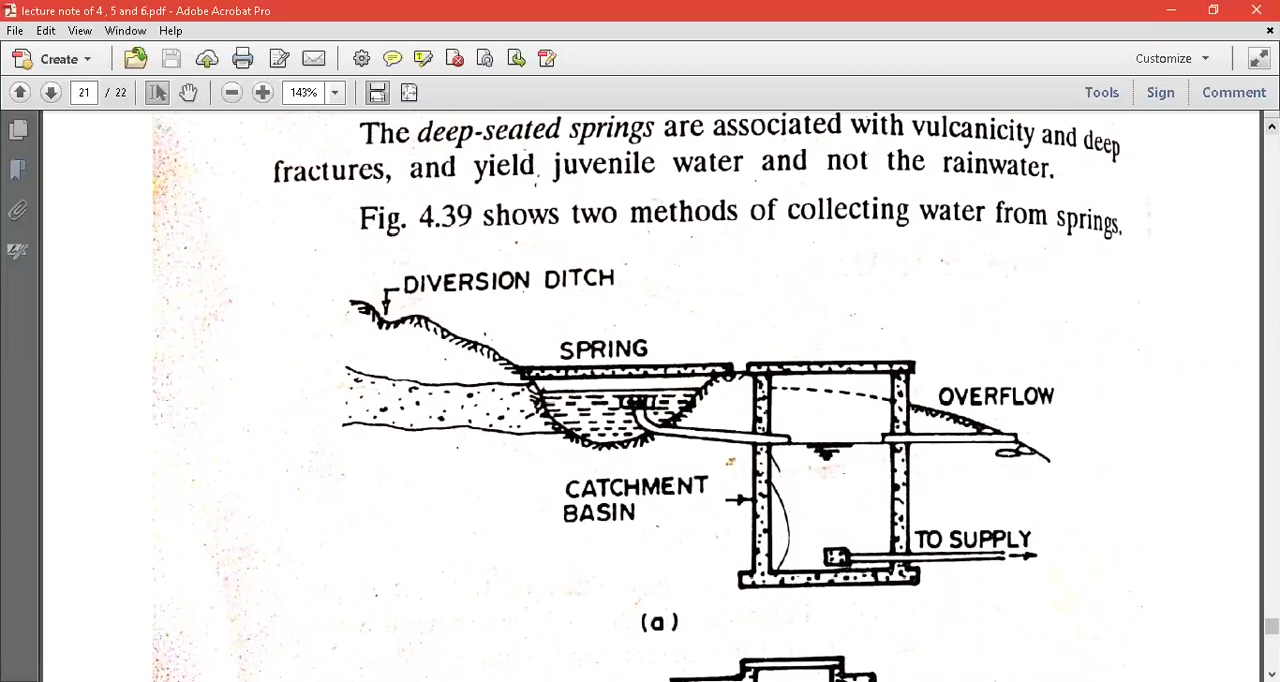 lecture note of 4 , 5 and 6.pdf - Adobe Acrobat Pro
File Edit View Window Help
Create Customize
21 / 22 143% Tools Sign Comment
The deep-seated springs are associated with vulcanicity and deep
fractures, and yield juvenile water and not the rainwater.
Fig. 4.39 shows two methods of collecting water from springs.
DIVERSION DITCH
SPRING
OVERFLOW
CATCHMENT
BASIN
TO SUPPLY
(a)